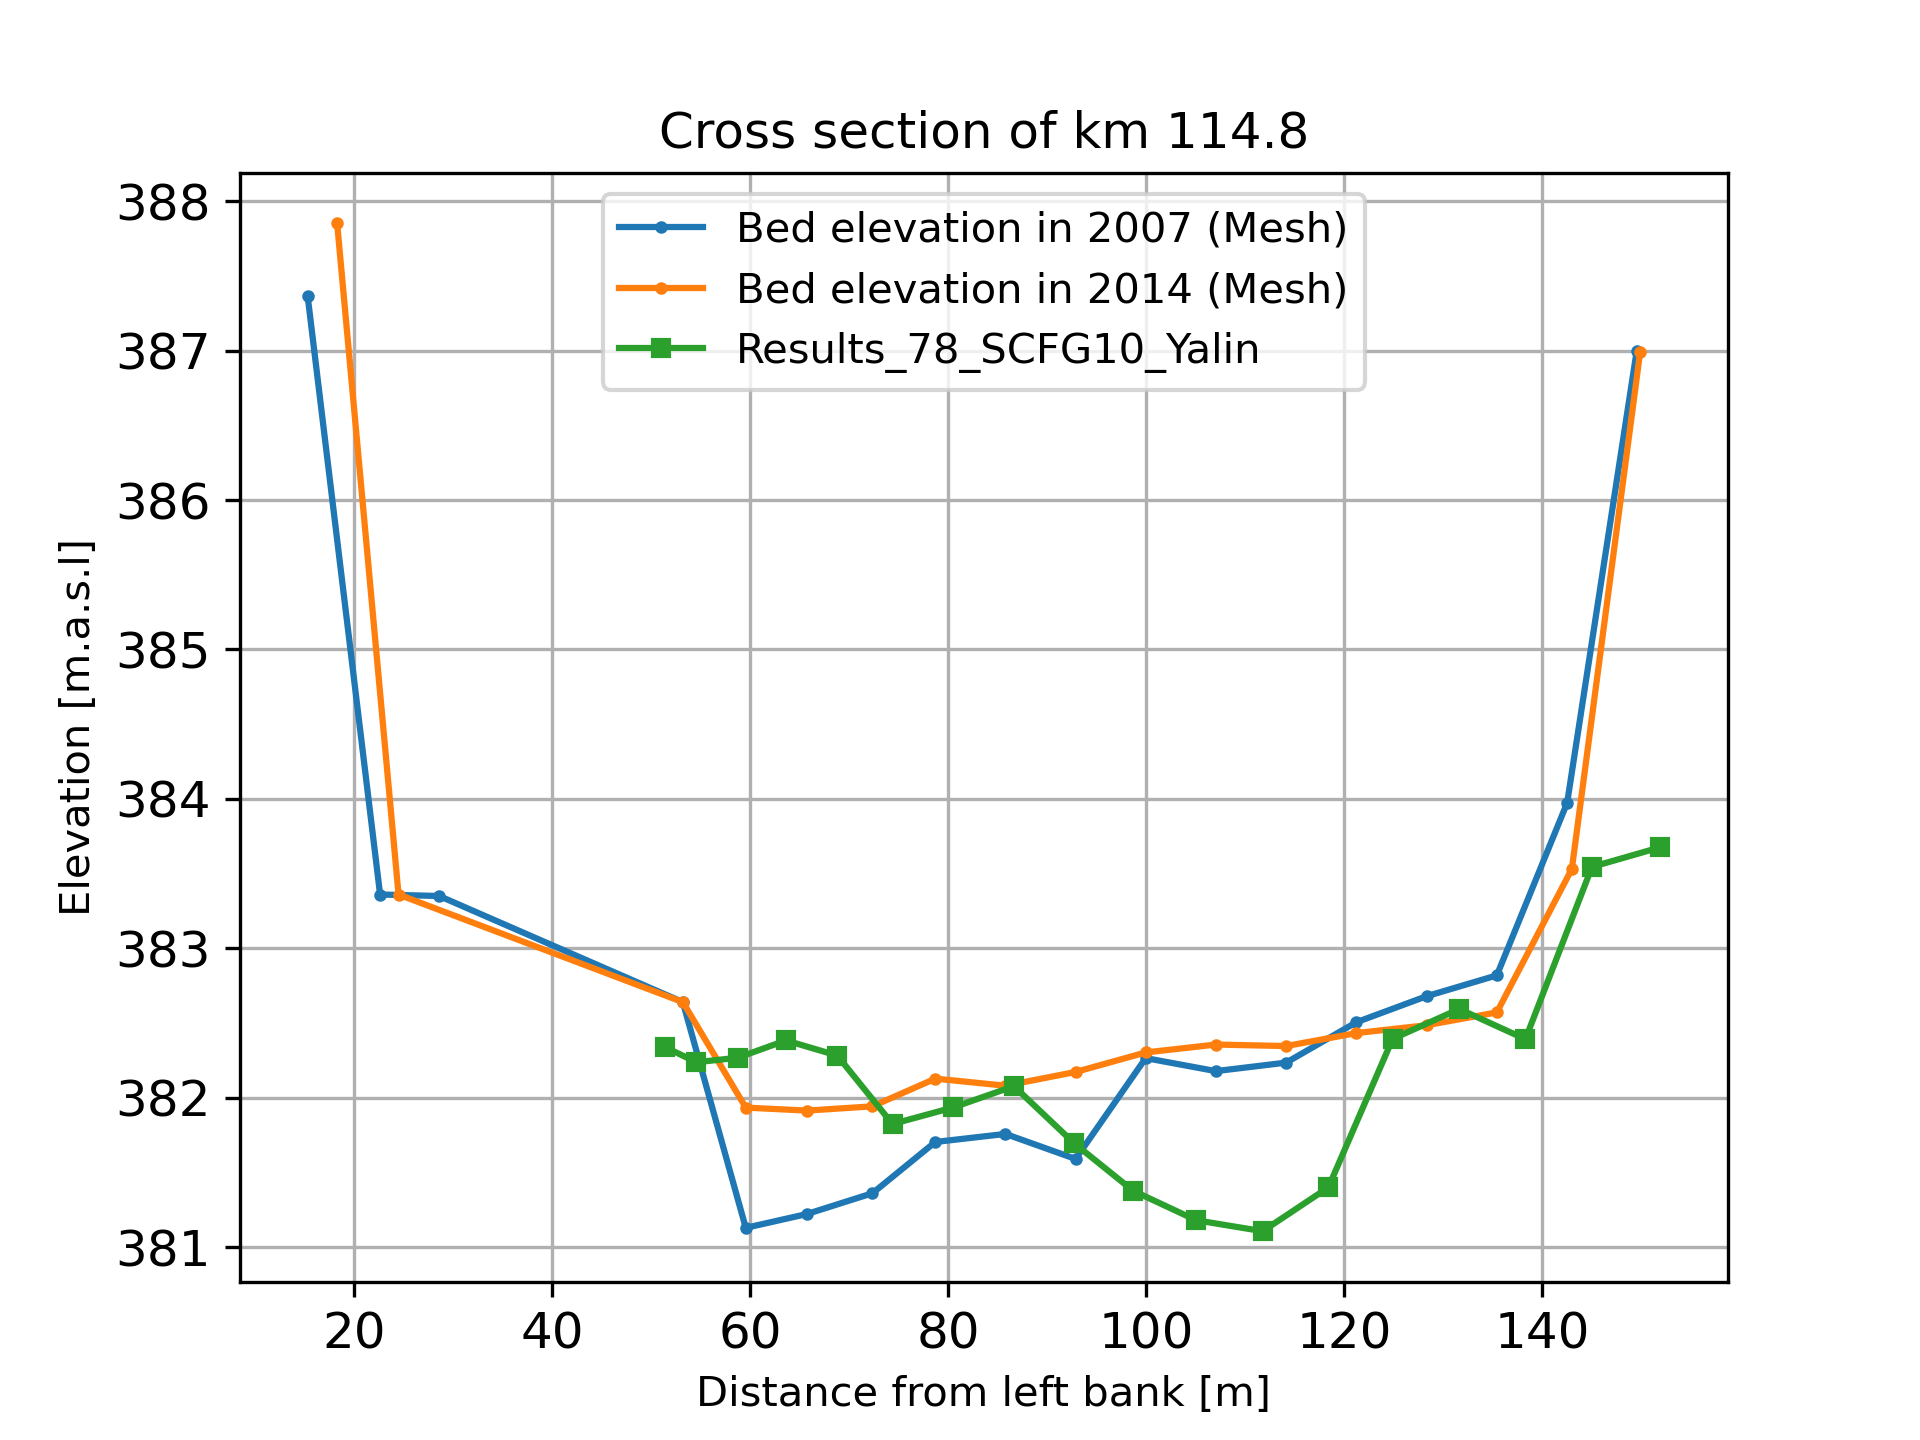 Cross section of km 114.8
Bed elevation in 2007 (Mesh)
Bed elevation in 2014 (Mesh)
Results_78_SCFG10_Yalin
388
387
386
385
384
383
382
381
Elevation [m.a.s.l]
20 40 60 80 100 120 140
Distance from left bank [m]